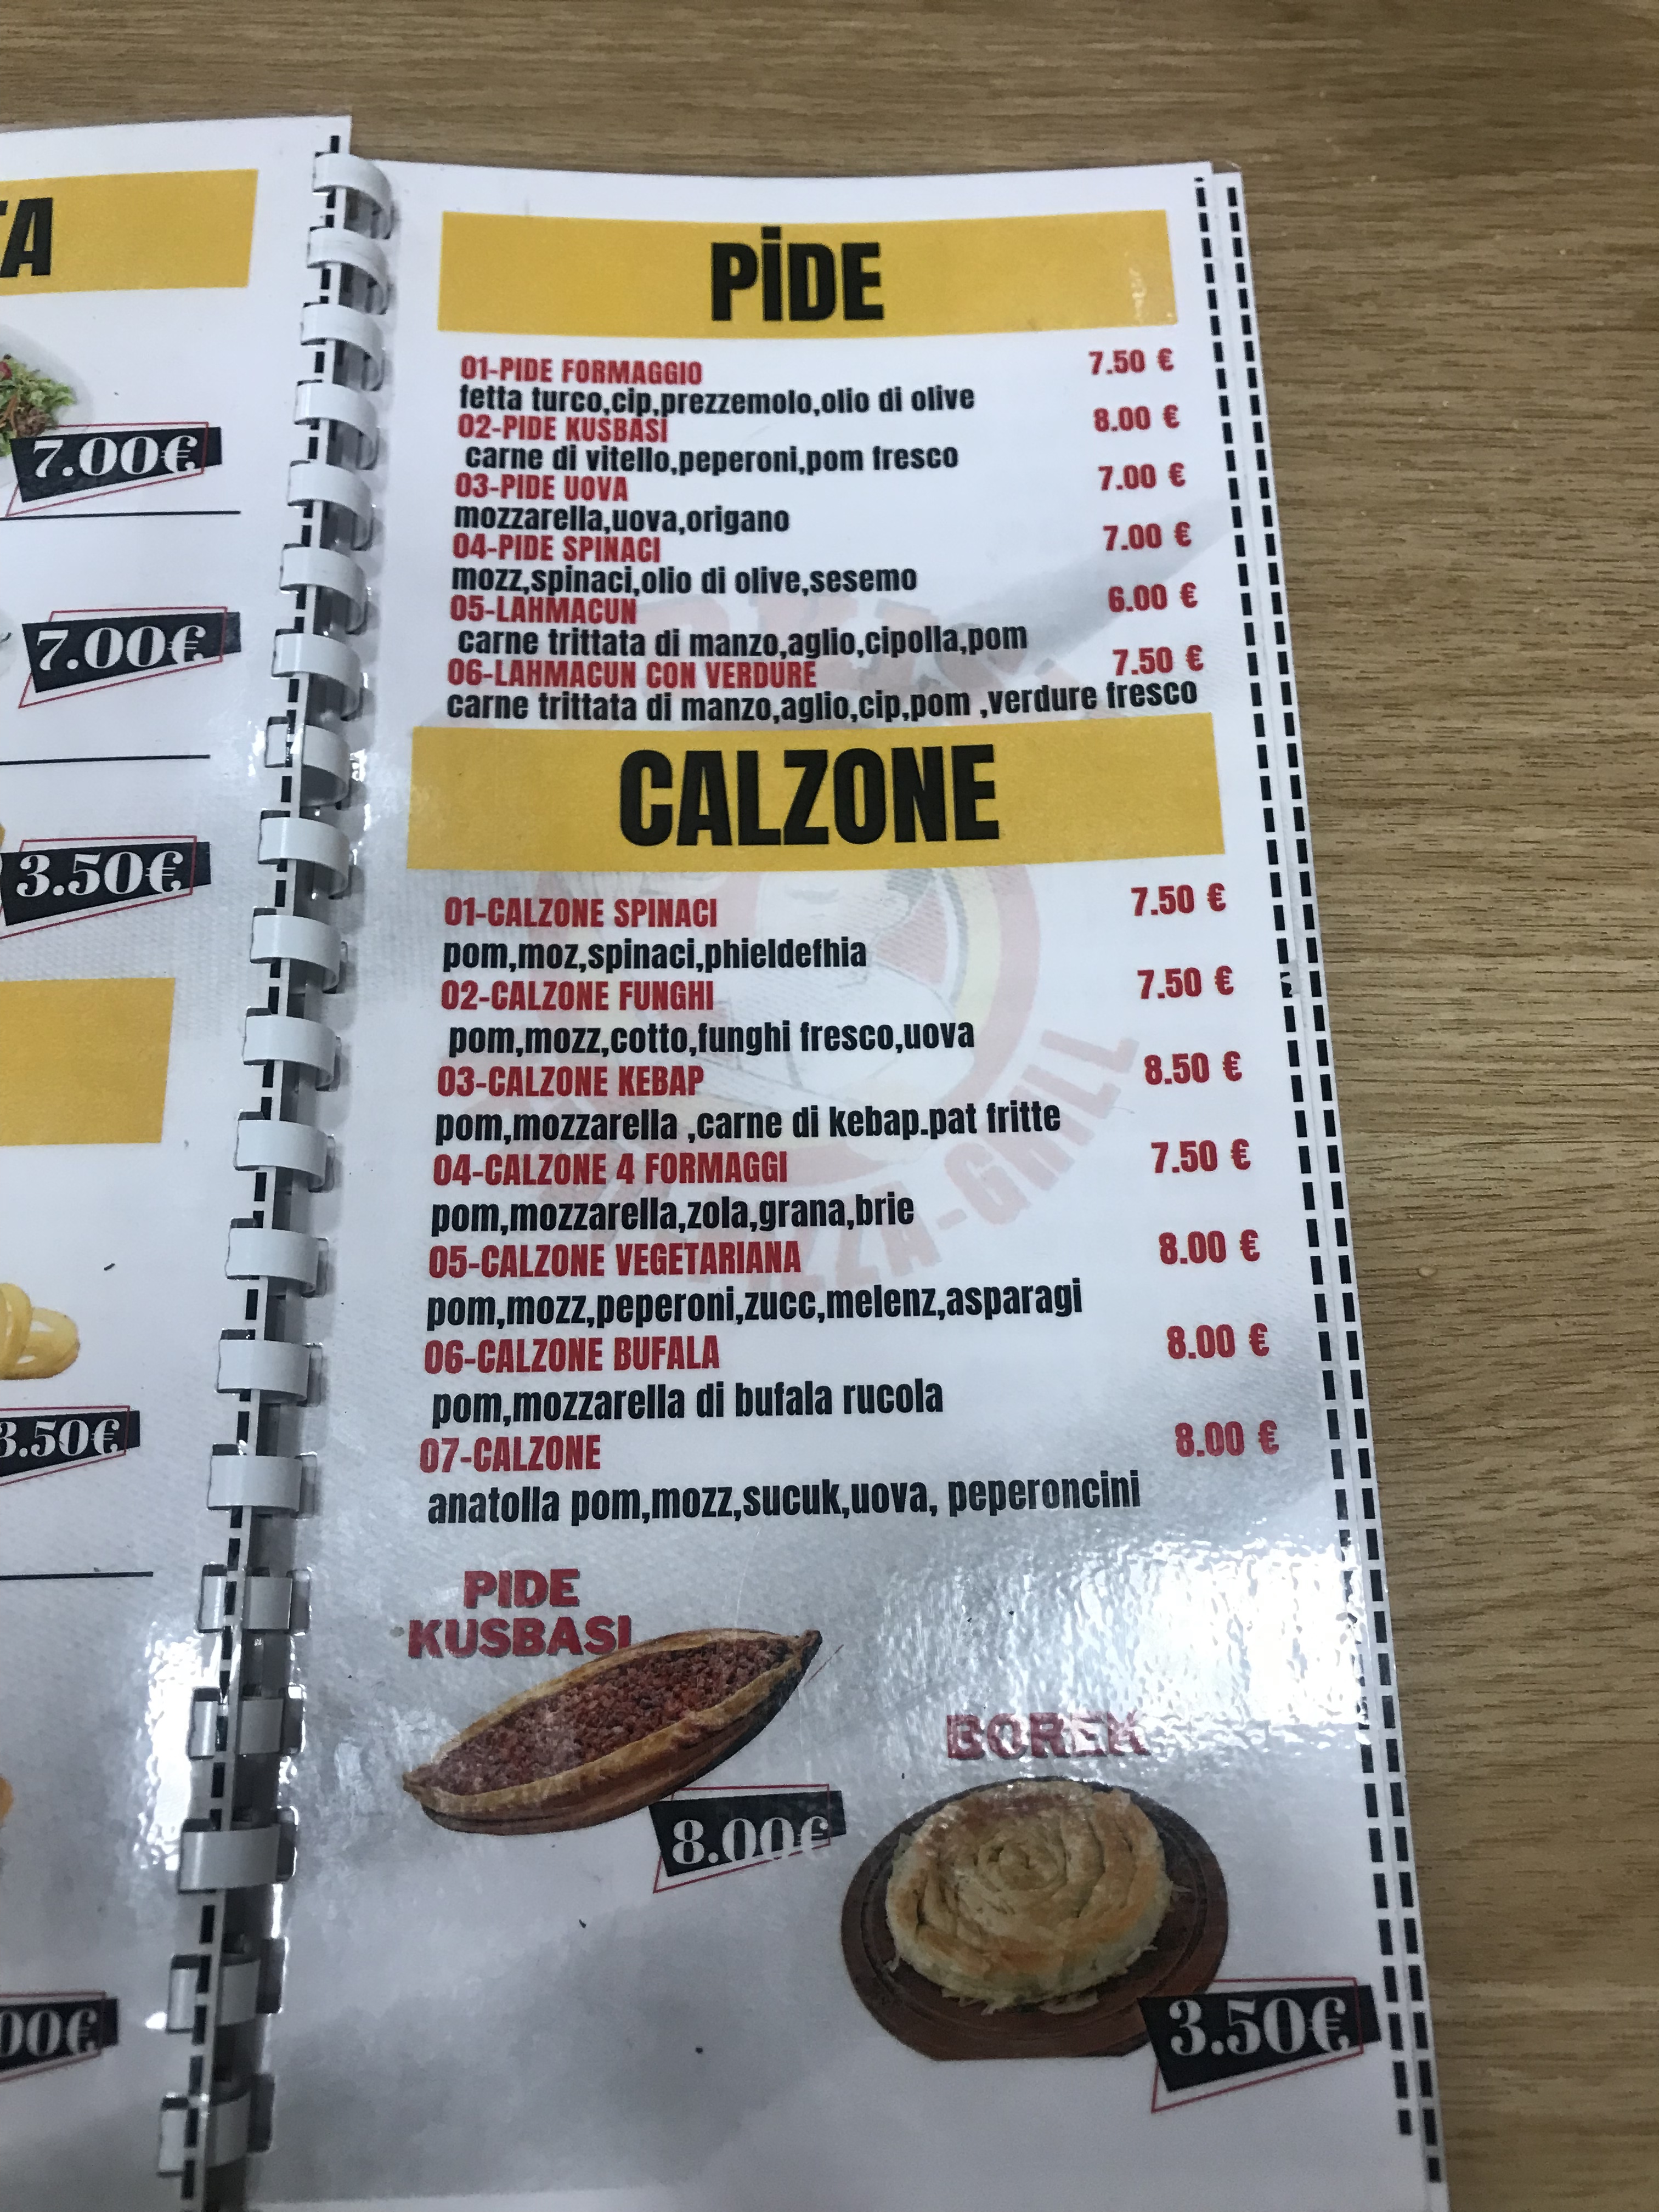 TA
7.00€
7.00€
3.50€
3.50€
00€
PİDE
01-PIDE FORMAGGIO 7.50 €
fetta turco,cip,prezzemolo,olio di olive
02-PIDE KUSBASI 8.00 €
carne di vitello,peperoni,pom fresco
03-PIDE UOVA 7.00 €
mozzarella,uova,origano
04-PIDE SPINACI 7.00 €
mozz,spinaci,olio di olive,sesemo
05-LAHMACUN 6.00 €
carne trittata di manzo,aglio,cipolla,pom
06-LAHMACUN CON VERDURE 7.50 €
carne trittata di manzo,aglio,cip,pom ,verdure fresco
CALZONE
01-CALZONE SPINACI 7.50 €
pom,moz,spinaci,phieldefhia
02-CALZONE FUNGHI 7.50 €
pom,mozz,cotto,funghi fresco,uova
03-CALZONE KEBAP 8.50 €
pom,mozzarella ,carne di kebap.pat fritte
04-CALZONE 4 FORMAGGI 7.50 €
pom,mozzarella,zola,grana,brie
05-CALZONE VEGETARIANA 8.00 €
pom,mozz,peperoni,zucc,melenz,asparagi
06-CALZONE BUFALA 8.00 €
pom,mozzarella di bufala rucola
07-CALZONE 8.00 €
anatolla pom,mozz,sucuk,uova, peperoncini
PIDE
KUSBASI
8.00€
BOREK
3.50€